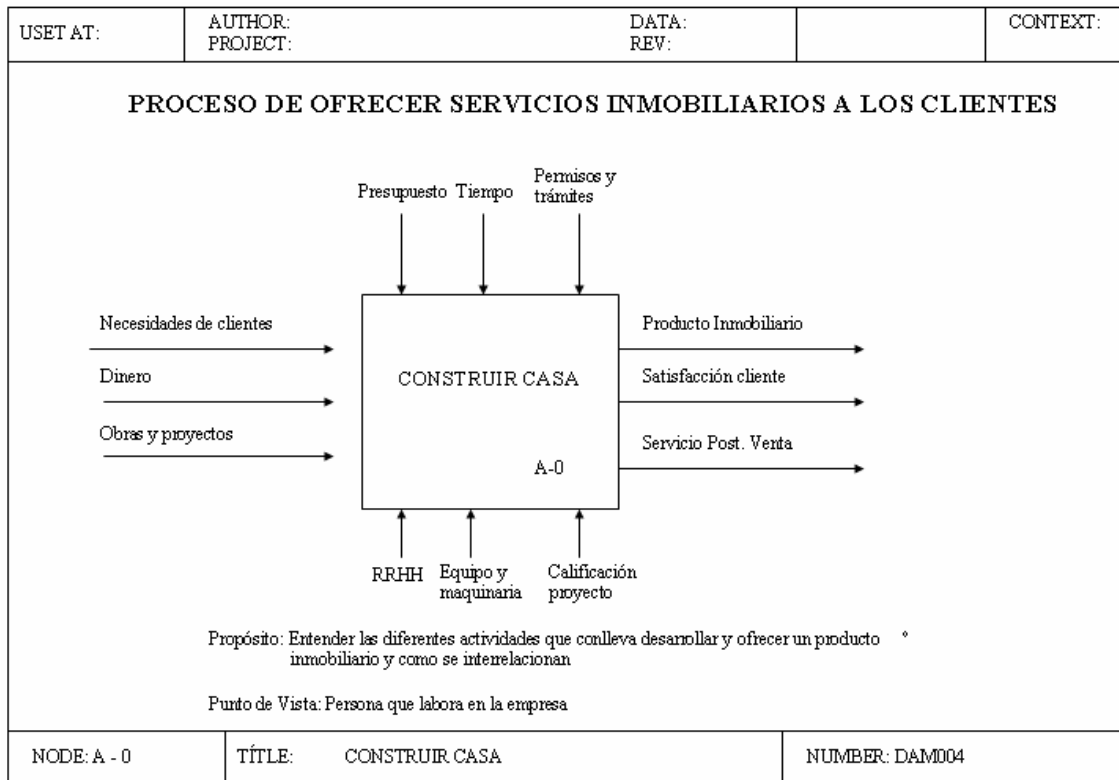 USET AT:
AUTHOR:
PROJECT:
DATA:
REV:
CONTEXT:
PROCESO DE OFRECER SERVICIOS INMOBILIARIOS A LOS CLIENTES
Presupuesto
Tiempo
Permisos y
trámites
Necesidades de clientes
Dinero
Obras y proyectos
CONSTRUIR CASA
A-0
Producto Inmobiliario
Satisfacción cliente
Servicio Post. Venta
RRHH
Equipo y
maquinaria
Calificación
proyecto
Propósito: Entender las diferentes actividades que conlleva desarrollar y ofrecer un producto °
inmobiliario y como se interrelacionan
Punto de Vista: Persona que labora en la empresa
NODE: A - 0
TÍTLE: CONSTRUIR CASA
NUMBER: DAM004